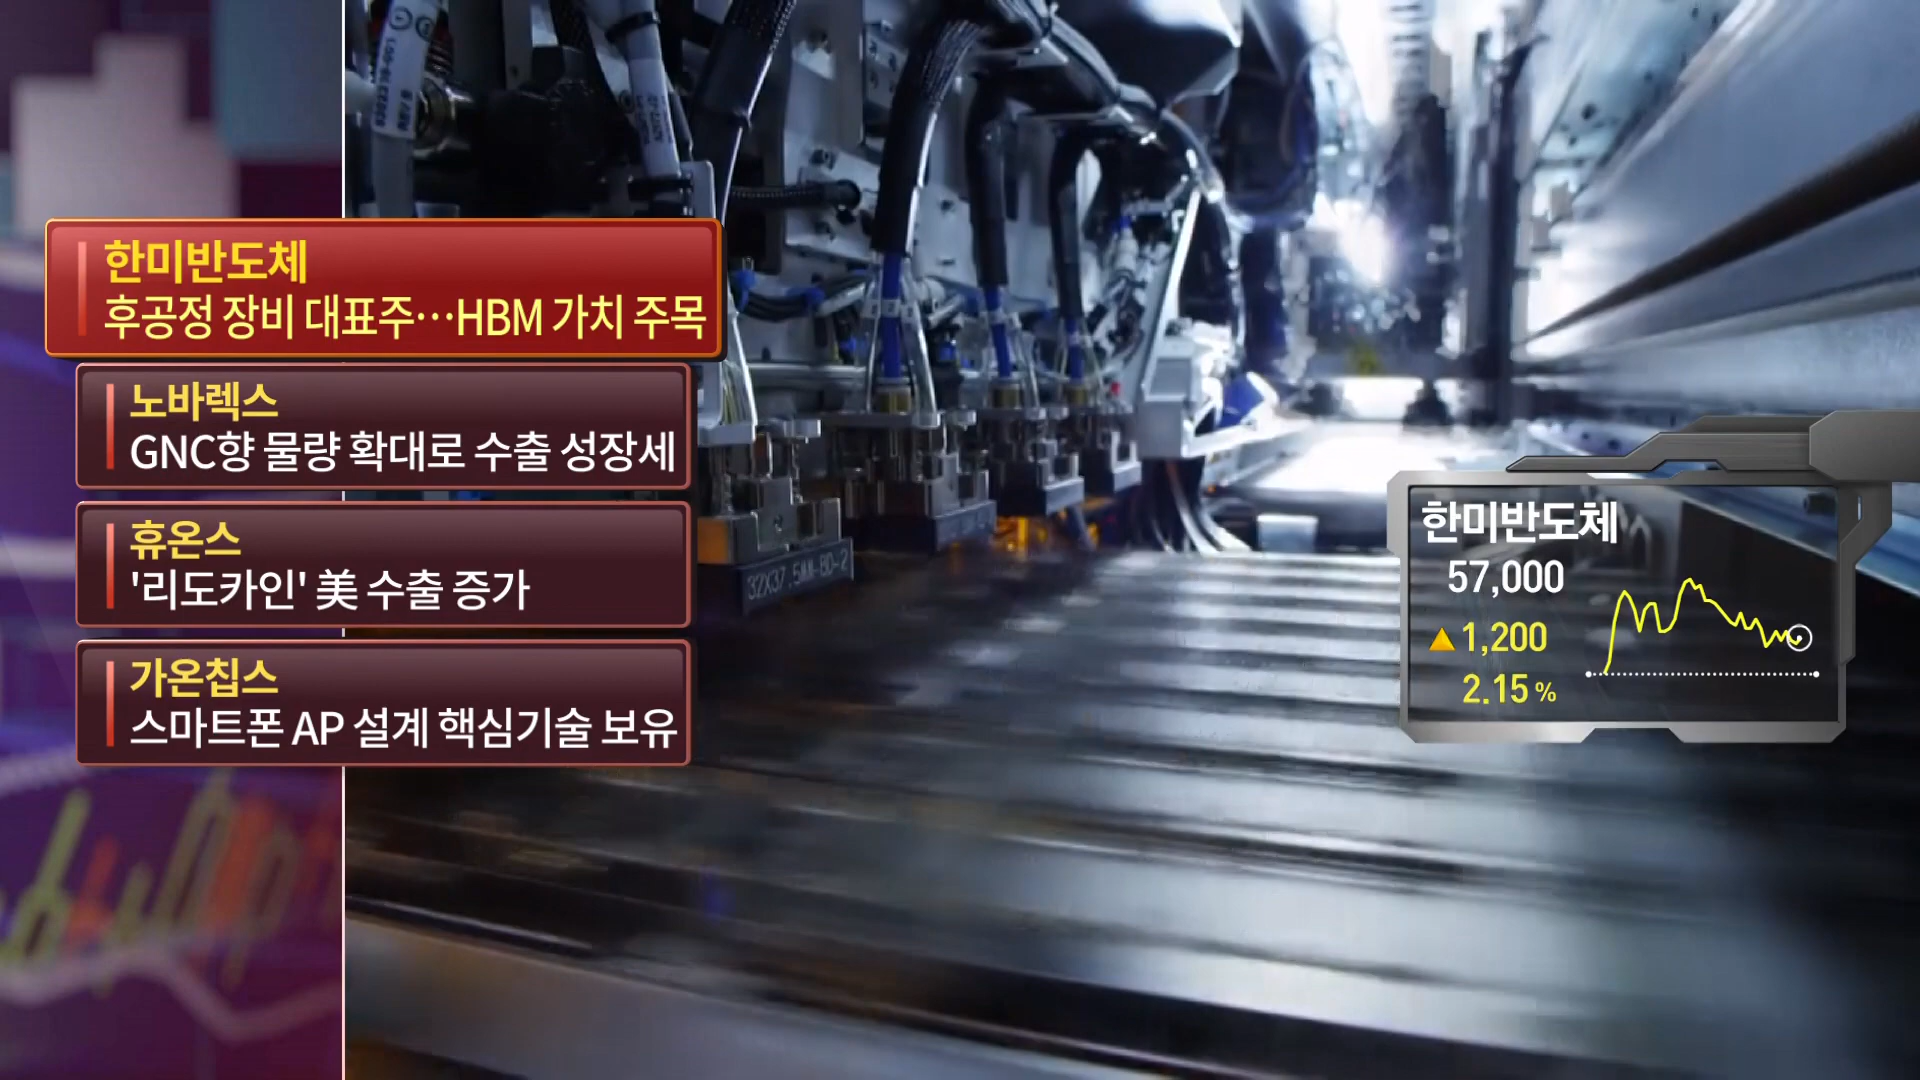 한미반도체
후공정 장비 대표주…HBM 가치 주목
노바렉스
GNC향 물량 확대로 수출 성장세
휴온스
'리도카인' 美 수출 증가
가온칩스
스마트폰 AP 설계 핵심기술 보유
한미반도체
57,000
▲1,200
2.15 %
32X37.5MM-BD-2